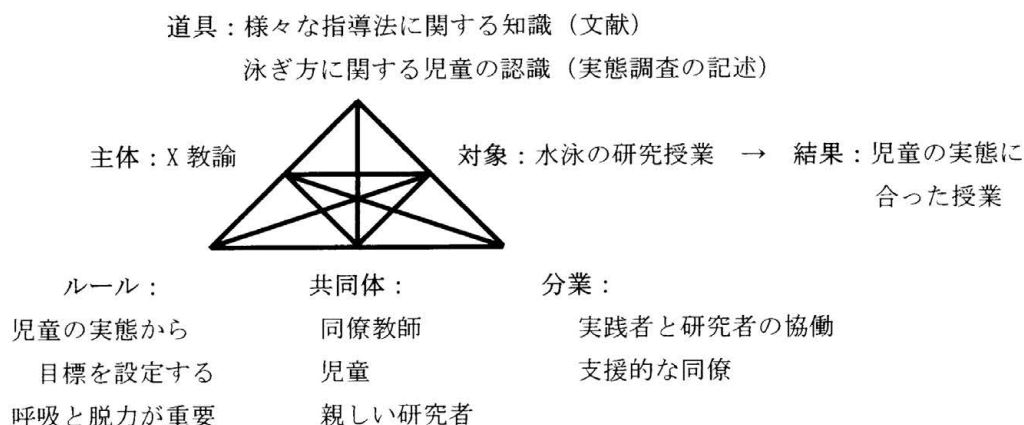 道具：様々な指導法に関する知識（文献）
泳ぎ方に関する児童の認識（実態調査の記述）
主体：X 教諭
対象：水泳の研究授業 → 結果：児童の実態に
合った授業
ルール：
児童の実態から
目標を設定する
呼吸と脱力が重要
共同体：
同僚教師
児童
親しい研究者
分業：
実践者と研究者の協働
支援的な同僚